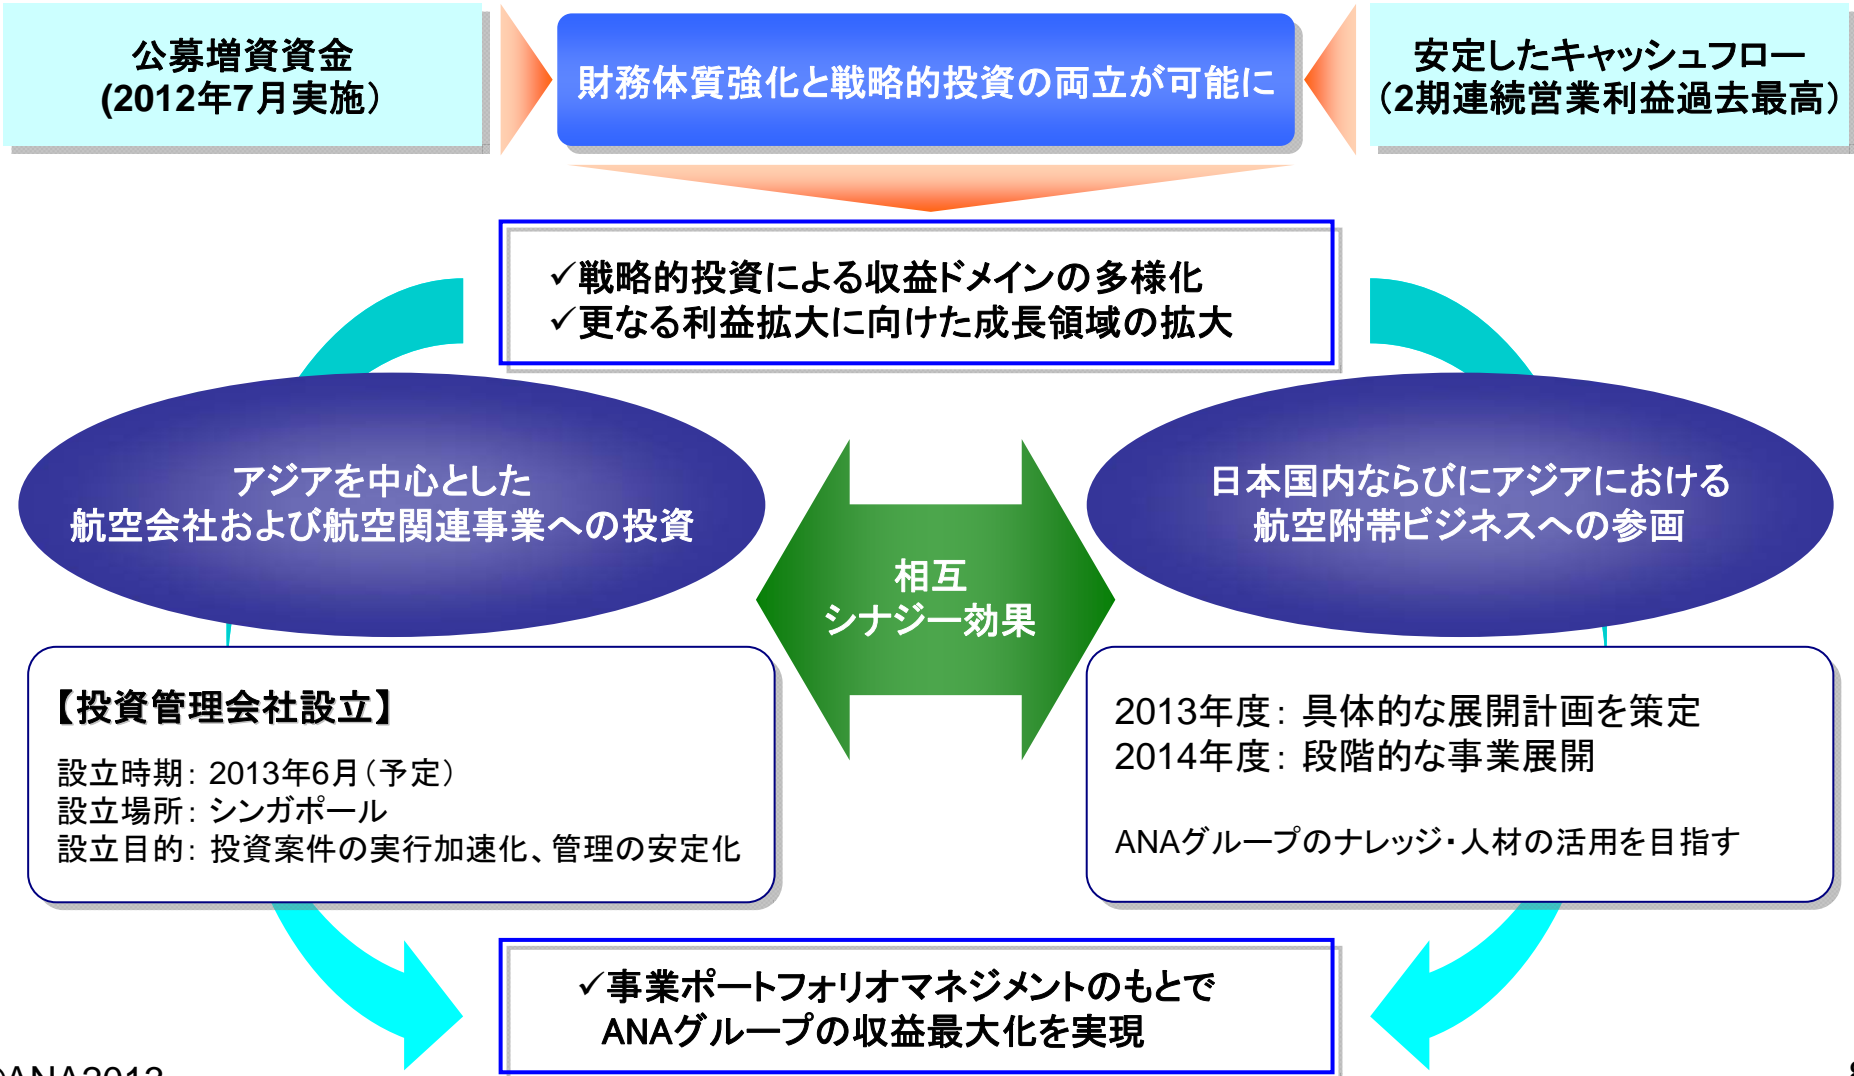 公募増資資金
(2012年7月実施）
財務体質強化と戦略的投資の両立が可能に
安定したキャッシュフロー
（2期連続営業利益過去最高）
✓戦略的投資による収益ドメインの多様化
✓更なる利益拡大に向けた成長領域の拡大
アジアを中心とした
航空会社および航空関連事業への投資
相互
シナジー効果
日本国内ならびにアジアにおける
航空附帯ビジネスへの参画
【投資管理会社設立】
設立時期： 2013年6月（予定）
設立場所： シンガポール
設立目的： 投資案件の実行加速化、管理の安定化
2013年度： 具体的な展開計画を策定
2014年度： 段階的な事業展開
ANAグループのナレッジ・人材の活用を目指す
✓事業ポートフォリオマネジメントのもとで
ANAグループの収益最大化を実現